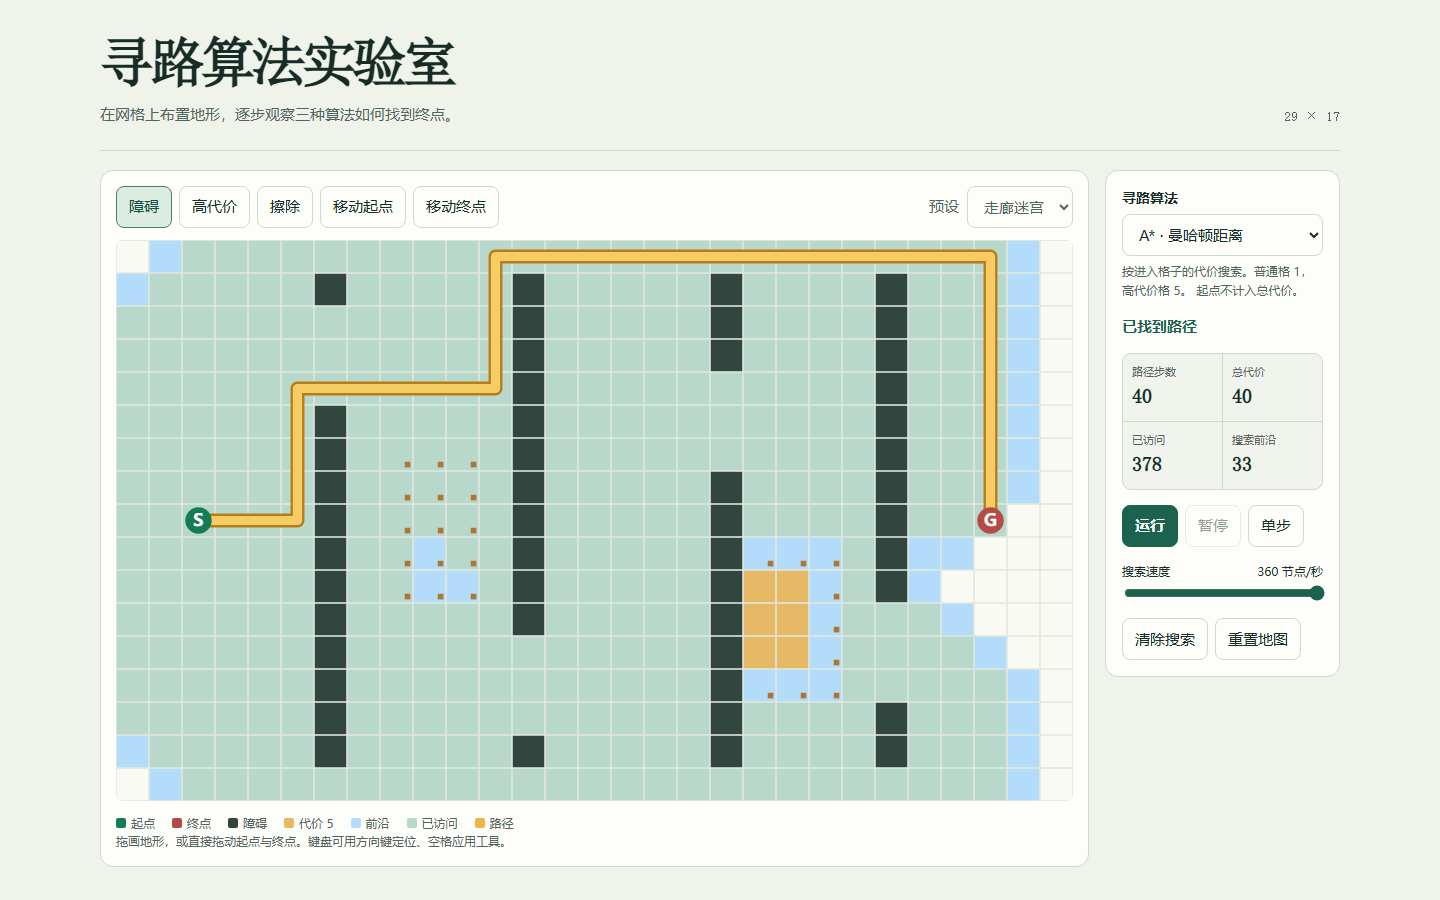 寻路算法实验室
在网格上布置地形，逐步观察三种算法如何找到终点。
29 × 17
障碍
高代价
擦除
移动起点
移动终点
预设
走廊迷宫
S
G
起点
终点
障碍
代价 5
前沿
已访问
路径
拖画地形，或直接拖动起点与终点。键盘可用方向键定位、空格应用工具。
寻路算法
A* · 曼哈顿距离
按进入格子的代价搜索。普通格 1，
高代价格 5。 起点不计入总代价。
已找到路径
路径步数
40
总代价
40
已访问
378
搜索前沿
33
运行
暂停
单步
搜索速度
360 节点/秒
清除搜索
重置地图